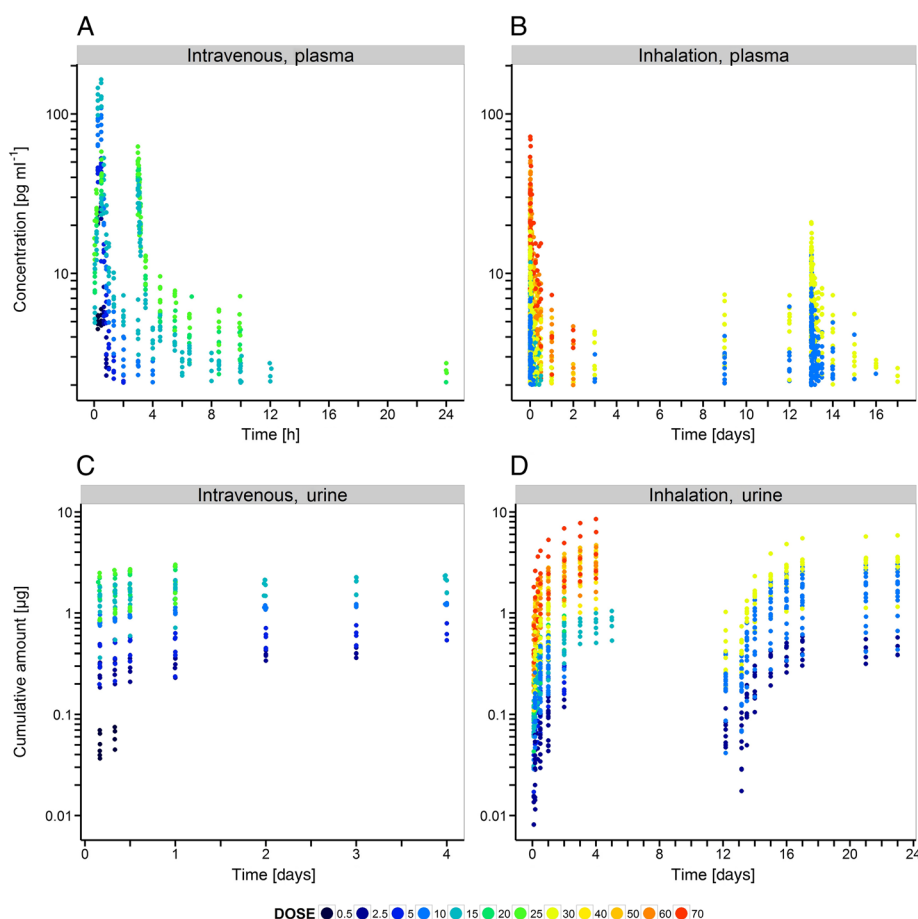 A
B
Intravenous, plasma
Inhalation, plasma
Concentration [pg ml⁻¹]
100
10
0 4 8 12 16 20 24
Time [h]
100
10
0 2 4 6 8 10 12 14 16
Time [days]
C
D
Intravenous, urine
Inhalation, urine
Cumulative amount [µg]
10
1
0.1
0.01
0 1 2 3 4
Time [days]
10
1
0.1
0.01
0 2 4 8 12 14 16 20 22 24
Time [days]
DOSE 0.5 2.5 5 10 15 20 25 30 40 50 60 70